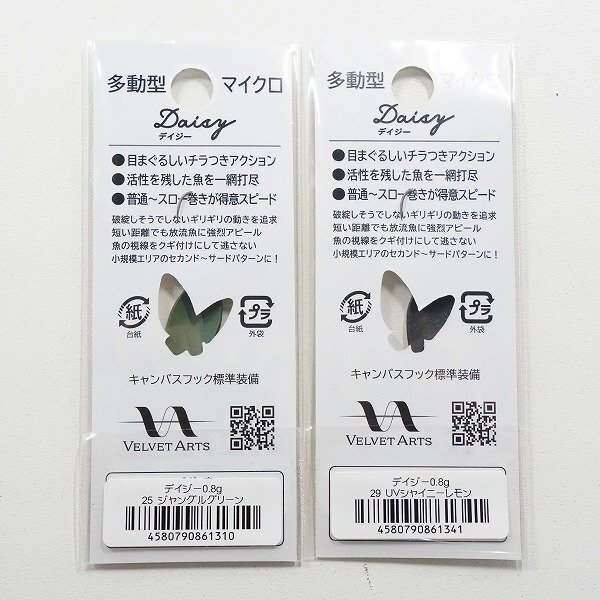 多動型 マイクロ
Daisy
デイジー
●目まぐるしいチラつきアクション
●活性を残した魚を一網打尽
●普通～スロー巻きが得意スピード
破綻しそうでしないギリギリの動きを追求
短い距離でも放流魚に強烈アピール
魚の視線をクギ付けにして逃さない
小規模エリアのセカンド～サードパターンに！
紙
台紙
プラ
外袋
キャンバスフック標準装備
VELVET ARTS
デイジー0.8g
25 ジャングルグリーン
4580790861310
多動型 マイクロ
Daisy
デイジー
●目まぐるしいチラつきアクション
●活性を残した魚を一網打尽
●普通～スロー巻きが得意スピード
破綻しそうでしないギリギリの動きを追求
短い距離でも放流魚に強烈アピール
魚の視線をクギ付けにして逃さない
小規模エリアのセカンド～サードパターンに！
紙
台紙
プラ
外袋
キャンバスフック標準装備
VELVET ARTS
デイジー0.8g
29 UVシャイニーレモン
4580790861341